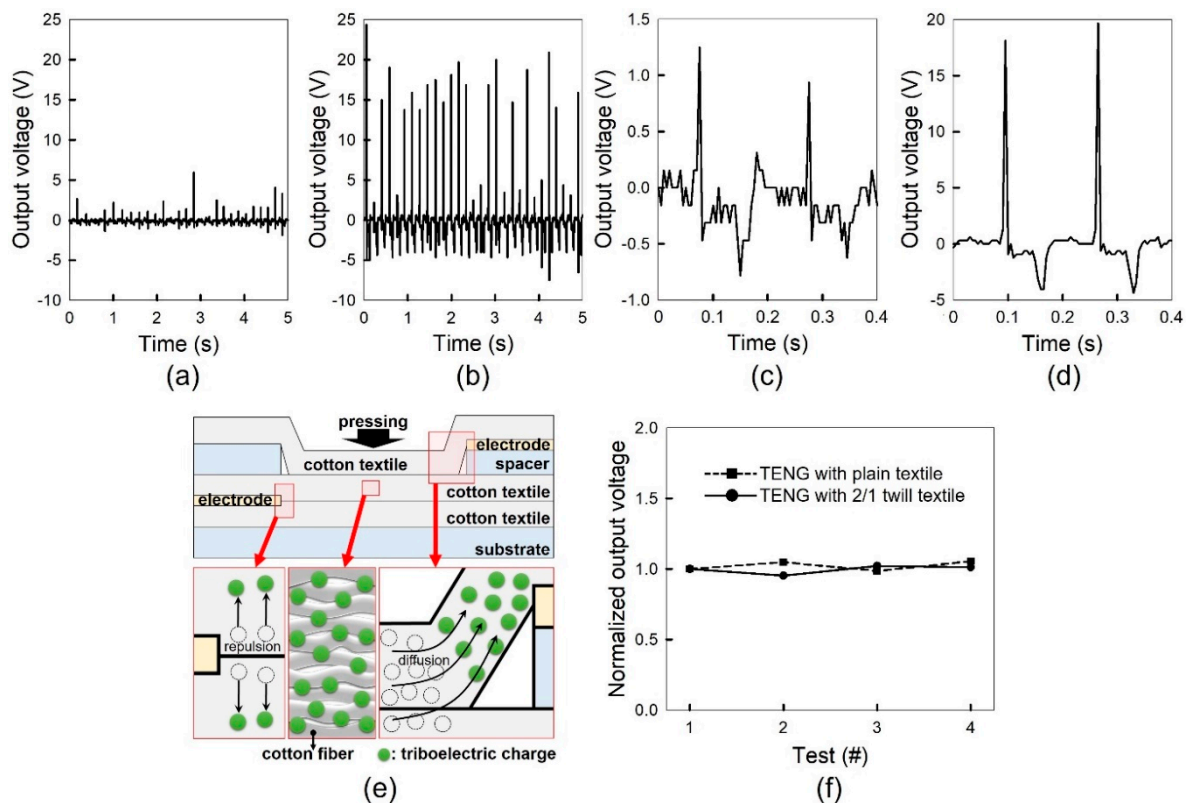 Output voltage (V)
25
20
15
10
5
0
-5
-10
0 1 2 3 4 5
Time (s)
(a)
Output voltage (V)
25
20
15
10
5
0
-5
-10
0 1 2 3 4 5
Time (s)
(b)
Output voltage (V)
1.5
1.0
0.5
0.0
-0.5
-1.0
0 0.1 0.2 0.3 0.4
Time (s)
(c)
Output voltage (V)
20
15
10
5
0
-5
0 0.1 0.2 0.3 0.4
Time (s)
(d)
pressing
electrode
cotton textile
spacer
electrode
cotton textile
cotton textile
substrate
repulsion
diffusion
cotton fiber
: triboelectric charge
(e)
Normalized output voltage
2.0
1.5
1.0
0.5
0.0
TENG with plain textile
TENG with 2/1 twill textile
1 2 3 4
Test (#)
(f)